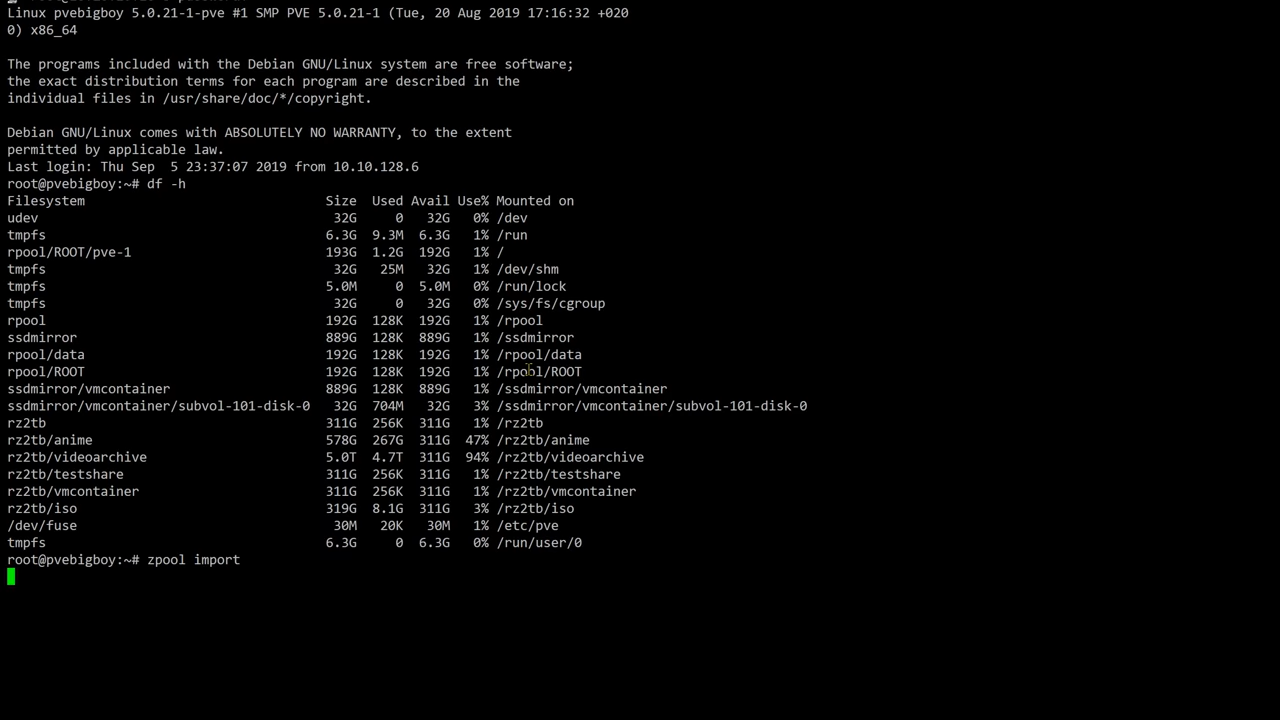 Linux pvebigboy 5.0.21-1-pve #1 SMP PVE 5.0.21-1 (Tue, 20 Aug 2019 17:16:32 +020
0) x86_64
The programs included with the Debian GNU/Linux system are free software;
the exact distribution terms for each program are described in the
individual files in /usr/share/doc/*/copyright.
Debian GNU/Linux comes with ABSOLUTELY NO WARRANTY, to the extent
permitted by applicable law.
Last login: Thu Sep  5 23:37:07 2019 from 10.10.128.6
root@pvebigboy:~# df -h
Filesystem                               Size  Used Avail Use% Mounted on
udev                                      32G     0   32G   0% /dev
tmpfs                                    6.3G  9.3M  6.3G   1% /run
rpool/ROOT/pve-1                         193G  1.2G  192G   1% /
tmpfs                                     32G   25M   32G   1% /dev/shm
tmpfs                                    5.0M     0  5.0M   0% /run/lock
tmpfs                                     32G     0   32G   0% /sys/fs/cgroup
rpool                                    192G  128K  192G   1% /rpool
ssdmirror                                889G  128K  889G   1% /ssdmirror
rpool/data                               192G  128K  192G   1% /rpool/data
rpool/ROOT                               192G  128K  192G   1% /rpool/ROOT
ssdmirror/vmcontainer                    889G  128K  889G   1% /ssdmirror/vmcontainer
ssdmirror/vmcontainer/subvol-101-disk-0   32G  704M   32G   3% /ssdmirror/vmcontainer/subvol-101-disk-0
rz2tb                                    311G  256K  311G   1% /rz2tb
rz2tb/anime                              578G  267G  311G  47% /rz2tb/anime
rz2tb/videoarchive                       5.0T  4.7T  311G  94% /rz2tb/videoarchive
rz2tb/testshare                          311G  256K  311G   1% /rz2tb/testshare
rz2tb/vmcontainer                        311G  256K  311G   1% /rz2tb/vmcontainer
rz2tb/iso                                319G  8.1G  311G   3% /rz2tb/iso
/dev/fuse                                 30M   20K   30M   1% /etc/pve
tmpfs                                    6.3G     0  6.3G   0% /run/user/0
root@pvebigboy:~# zpool import